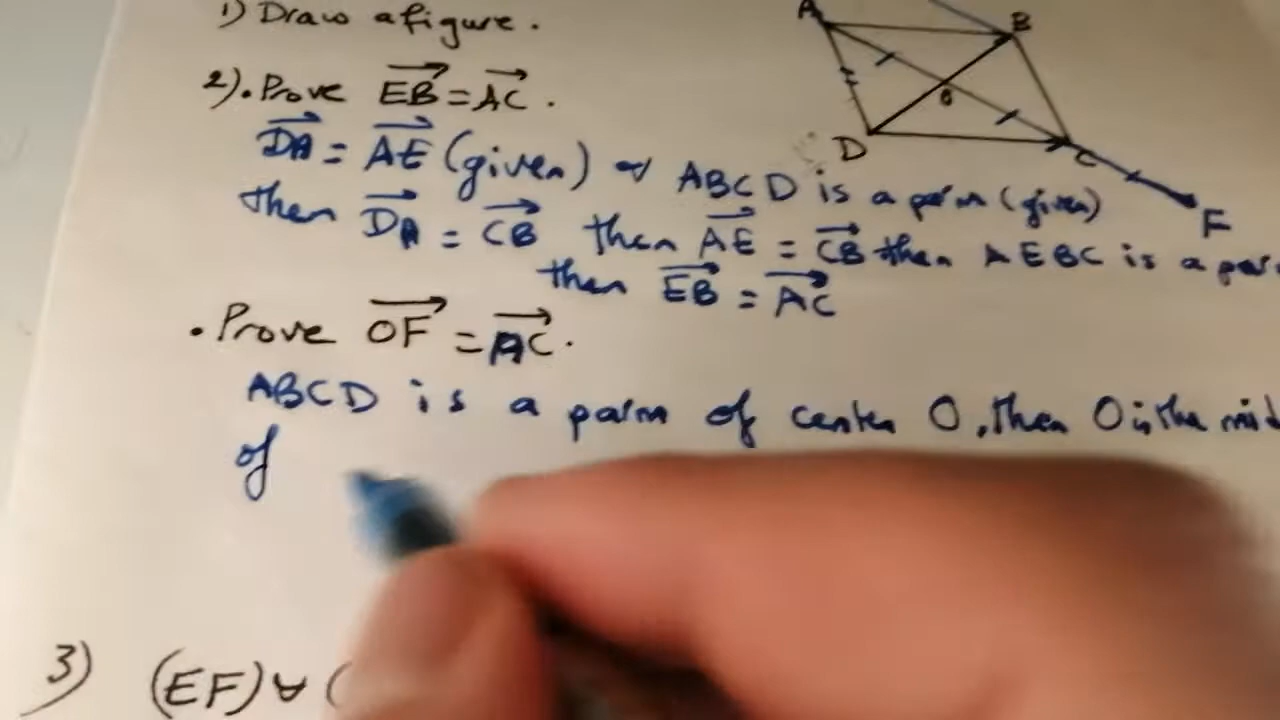 1) Draw a figure.
2). Prove EB = AC.
DA = AE (given) & ABCD is a parm (given)
then DA = CB then AE = CB then AEBC is a par
then EB = AC
• Prove OF = AC.
ABCD is a parm of center O, then O is the mid
of
3) (EF) (
A
B
O
D
C
F